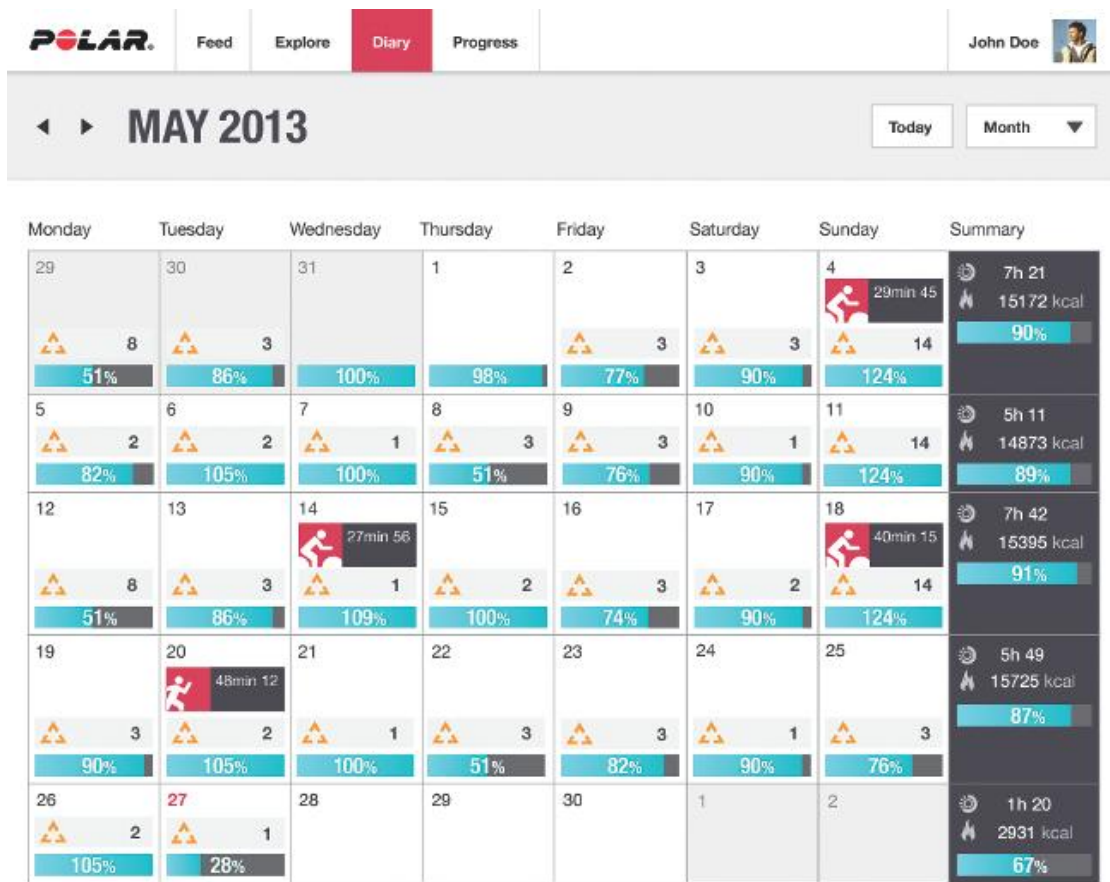 POLAR. Feed Explore Diary Progress John Doe
MAY 2013 Today Month
Monday Tuesday Wednesday Thursday Friday Saturday Sunday Summary
29 30 31 1 2 3 4 7h 21
29min 45 15172 kcal
8 3 3 3 14 90%
51% 86% 100% 98% 77% 90% 124%
5 6 7 8 9 10 11 5h 11
2 2 1 3 3 1 14 14873 kcal
82% 105% 100% 51% 76% 90% 124% 89%
12 13 14 15 16 17 18 7h 42
27min 56 40min 15 15395 kcal
8 3 1 2 3 2 14 91%
51% 86% 109% 100% 74% 90% 124%
19 20 21 22 23 24 25 5h 49
48min 12 15725 kcal
3 2 1 3 3 1 3 87%
90% 105% 100% 51% 82% 90% 76%
26 27 28 29 30 1 2 1h 20
2 1 2931 kcal
105% 28% 67%